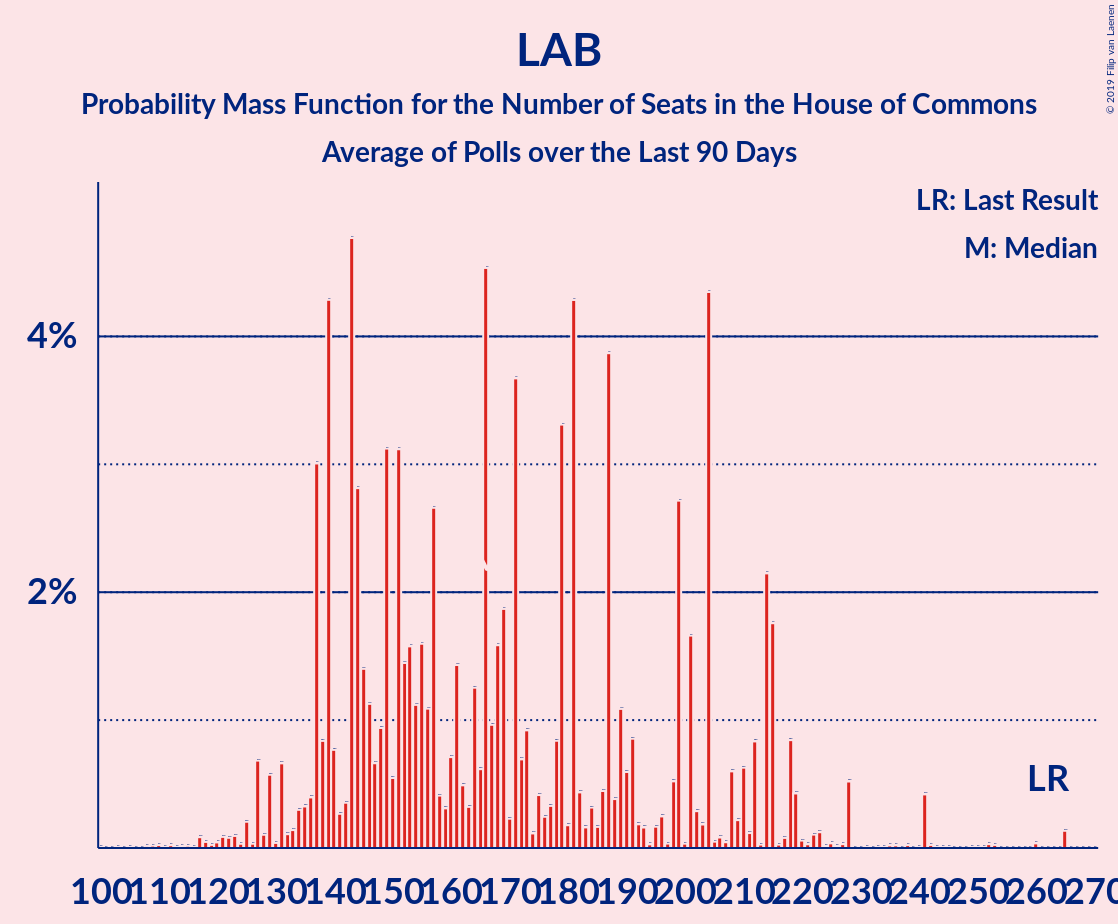 LAB
Probability Mass Function for the Number of Seats in the House of Commons
Average of Polls over the Last 90 Days
© 2019 Filip van Laenen
LR: Last Result
M: Median
4%
2%
LR
100 110 120 130 140 150 160 170 180 190 200 210 220 230 240 250 260 270